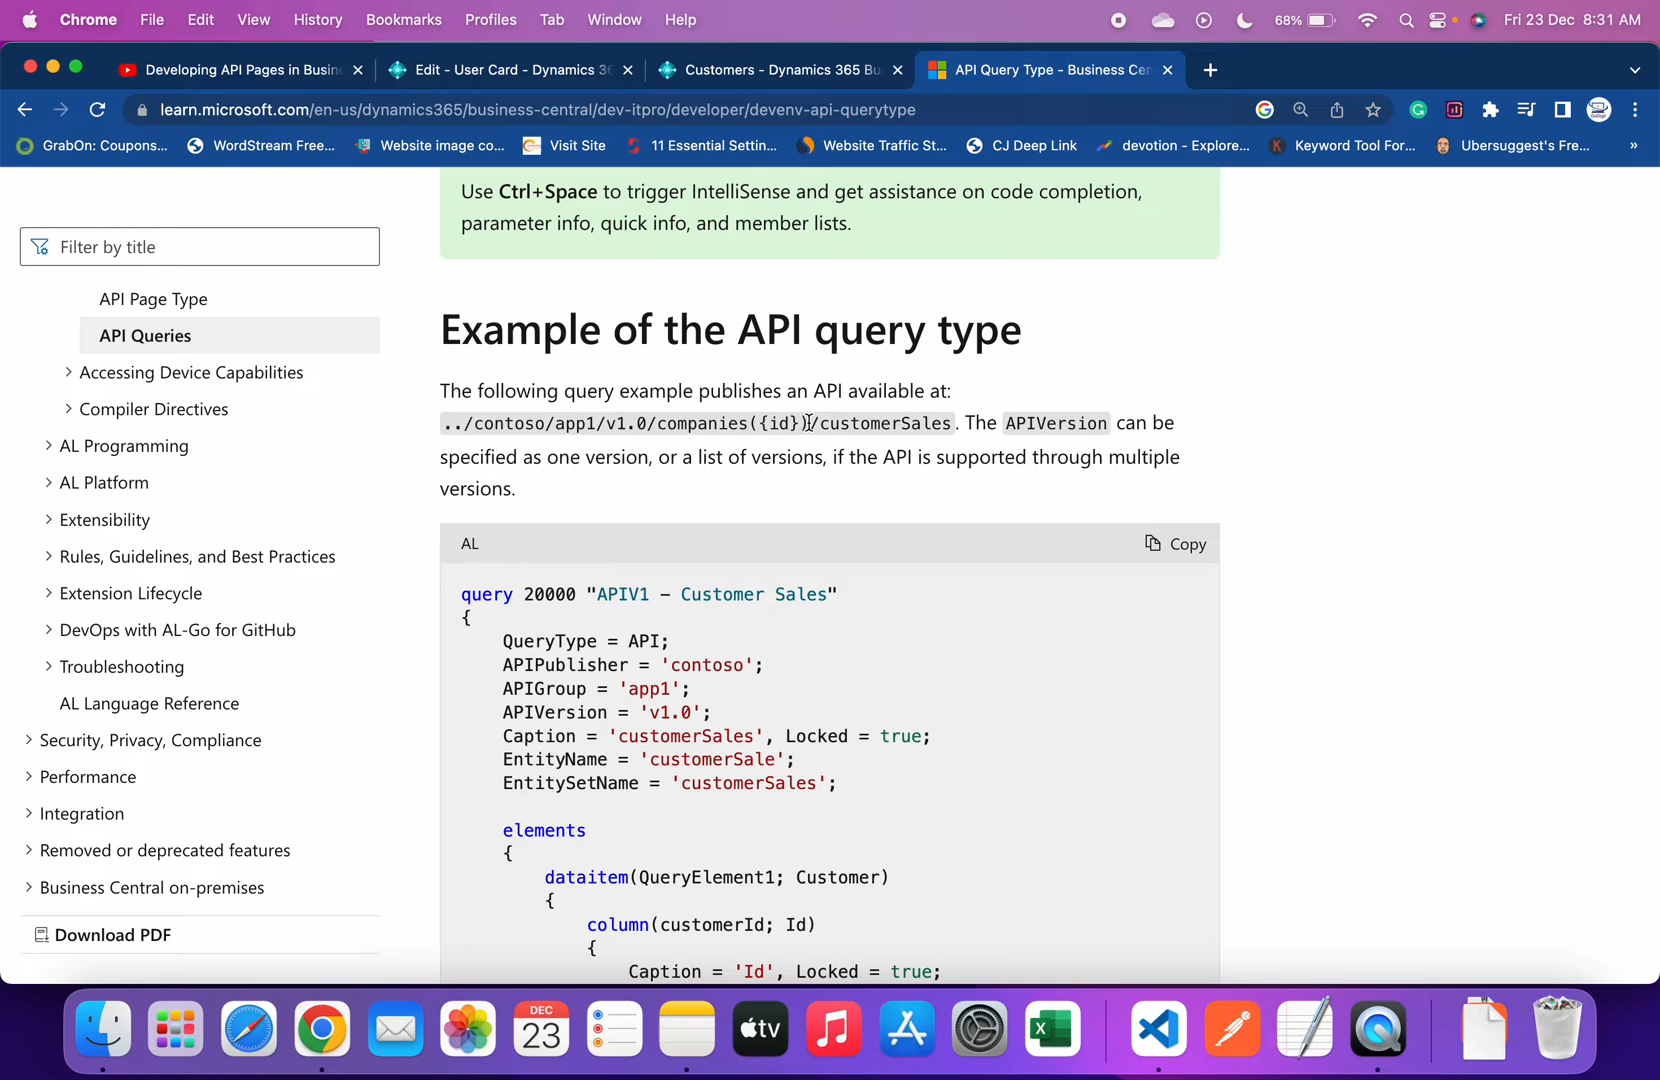 Chrome File Edit View History Bookmarks Profiles Tab Window Help 68% Fri 23 Dec 8:31 AM
Developing API Pages in Busin Edit - User Card - Dynamics 36 Customers - Dynamics 365 Bu API Query Type - Business Cen
learn.microsoft.com/en-us/dynamics365/business-central/dev-itpro/developer/devenv-api-querytype
GrabOn: Coupons... WordStream Free... Website image co... Visit Site 11 Essential Settin... Website Traffic St... CJ Deep Link devotion - Explore... Keyword Tool For... Ubersuggest's Fre... »
Filter by title
API Page Type
API Queries
Accessing Device Capabilities
Compiler Directives
AL Programming
AL Platform
Extensibility
Rules, Guidelines, and Best Practices
Extension Lifecycle
DevOps with AL-Go for GitHub
Troubleshooting
AL Language Reference
Security, Privacy, Compliance
Performance
Integration
Removed or deprecated features
Business Central on-premises
Download PDF
Use Ctrl+Space to trigger IntelliSense and get assistance on code completion,
parameter info, quick info, and member lists.
Example of the API query type
The following query example publishes an API available at:
../contoso/app1/v1.0/companies({id})/customerSales. The APIVersion can be
specified as one version, or a list of versions, if the API is supported through multiple
versions.
AL Copy
query 20000 "APIV1 - Customer Sales"
{
QueryType = API;
APIPublisher = 'contoso';
APIGroup = 'app1';
APIVersion = 'v1.0';
Caption = 'customerSales', Locked = true;
EntityName = 'customerSale';
EntitySetName = 'customerSales';
elements
{
dataitem(QueryElement1; Customer)
{
column(customerId; Id)
{
Caption = 'Id', Locked = true;
DEC
23
tv